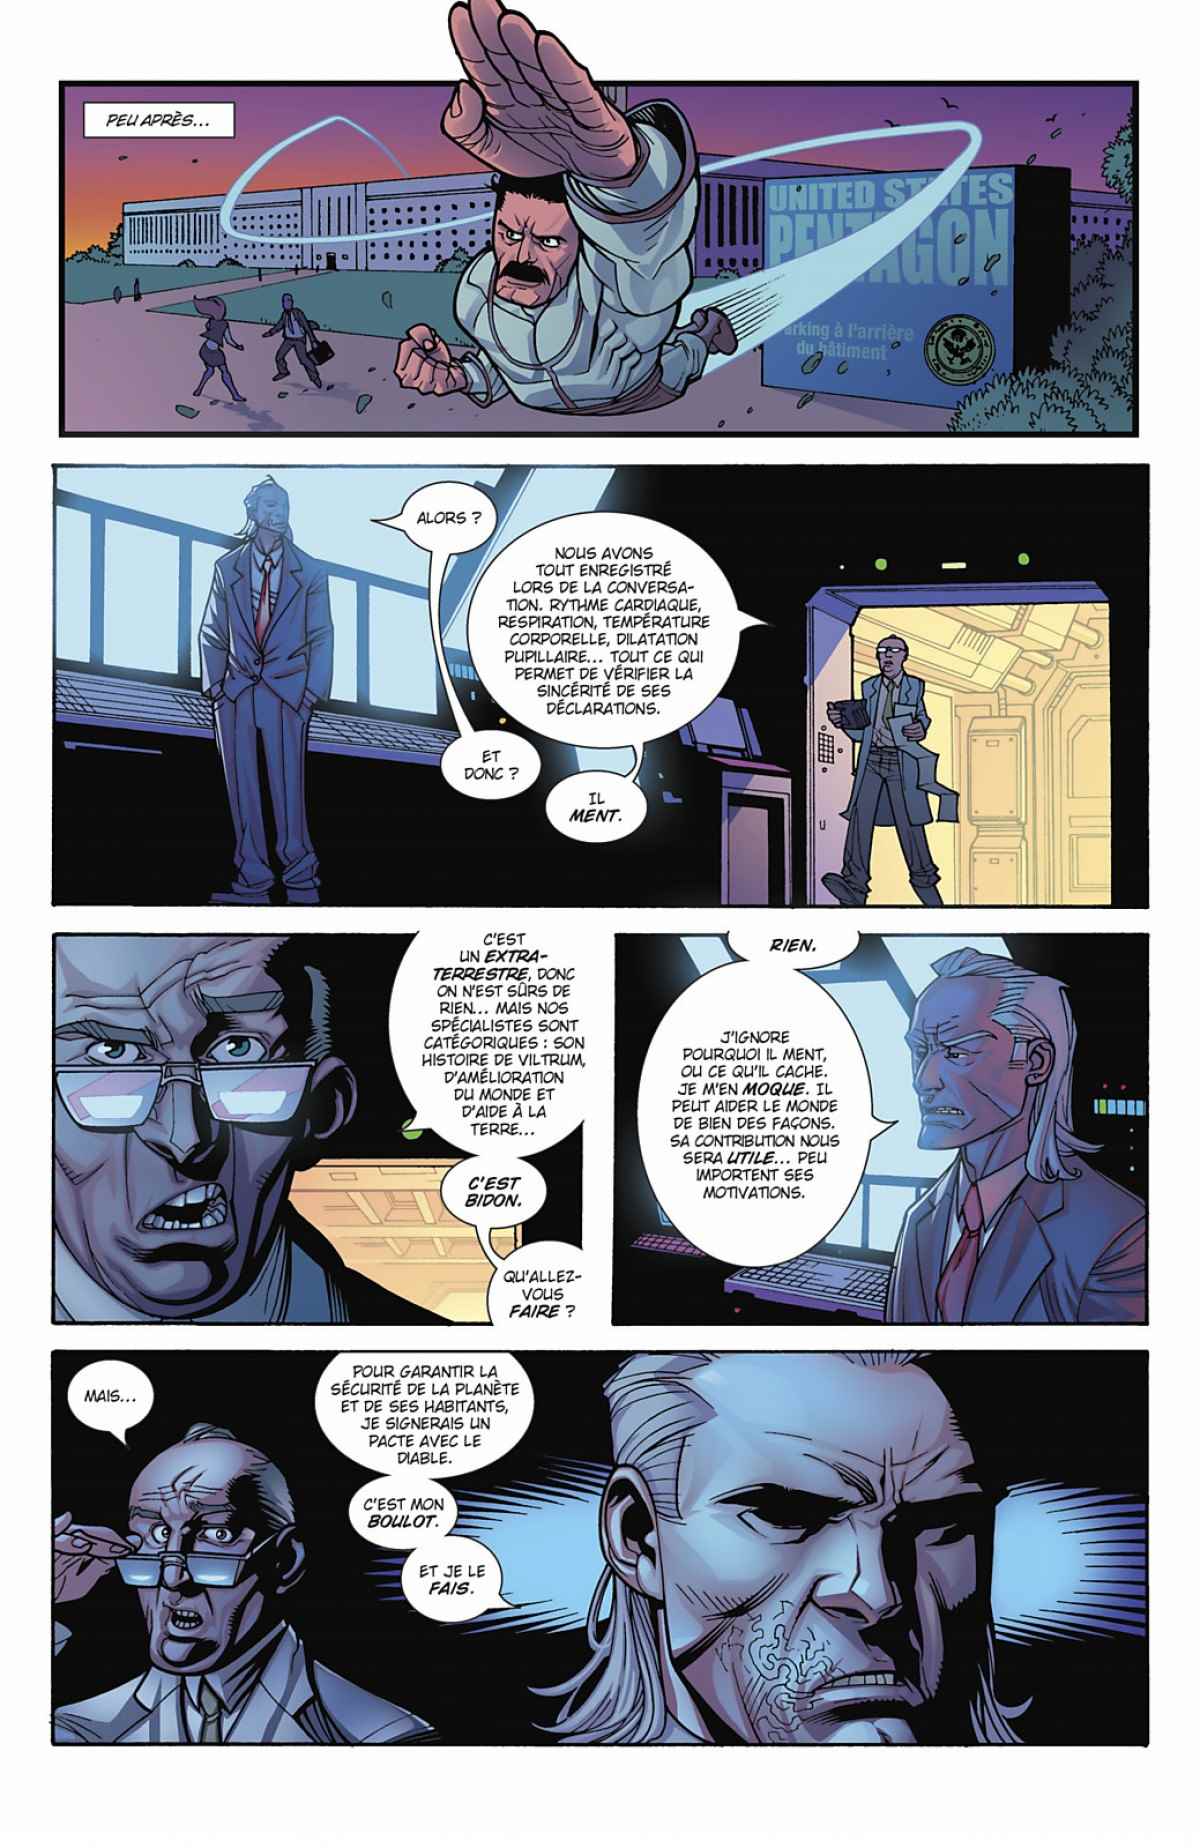 PEU APRÈS...
UNITED STATES
PENTAGON
arking à l'arrière
du bâtiment
ALORS ?
NOUS AVONS
TOUT ENREGISTRÉ
LORS DE LA CONVERSA-
TION. RYTHME CARDIAQUE,
RESPIRATION, TEMPÉRATURE
CORPORELLE, DILATATION
PUPILLAIRE... TOUT CE QUI
PERMET DE VÉRIFIER LA
SINCÉRITÉ DE SES
DÉCLARATIONS.
ET
DONC ?
IL
MENT.
C'EST
UN EXTRA-
TERRESTRE, DONC
ON N'EST SÛRS DE
RIEN... MAIS NOS
SPÉCIALISTES SONT
CATÉGORIQUES : SON
HISTOIRE DE VILTRUM,
D'AMÉLIORATION
DU MONDE ET
D'AIDE À LA
TERRE...
C'EST
BIDON.
QU'ALLEZ-
VOUS
FAIRE ?
RIEN.
J'IGNORE
POURQUOI IL MENT,
OU CE QU'IL CACHE.
JE M'EN MOQUE. IL
PEUT AIDER LE MONDE
DE BIEN DES FAÇONS.
SA CONTRIBUTION NOUS
SERA UTILE... PEU
IMPORTENT SES
MOTIVATIONS.
MAIS...
POUR GARANTIR LA
SÉCURITÉ DE LA PLANÈTE
ET DE SES HABITANTS,
JE SIGNERAIS UN
PACTE AVEC LE
DIABLE.
C'EST MON
BOULOT.
ET JE LE
FAIS.